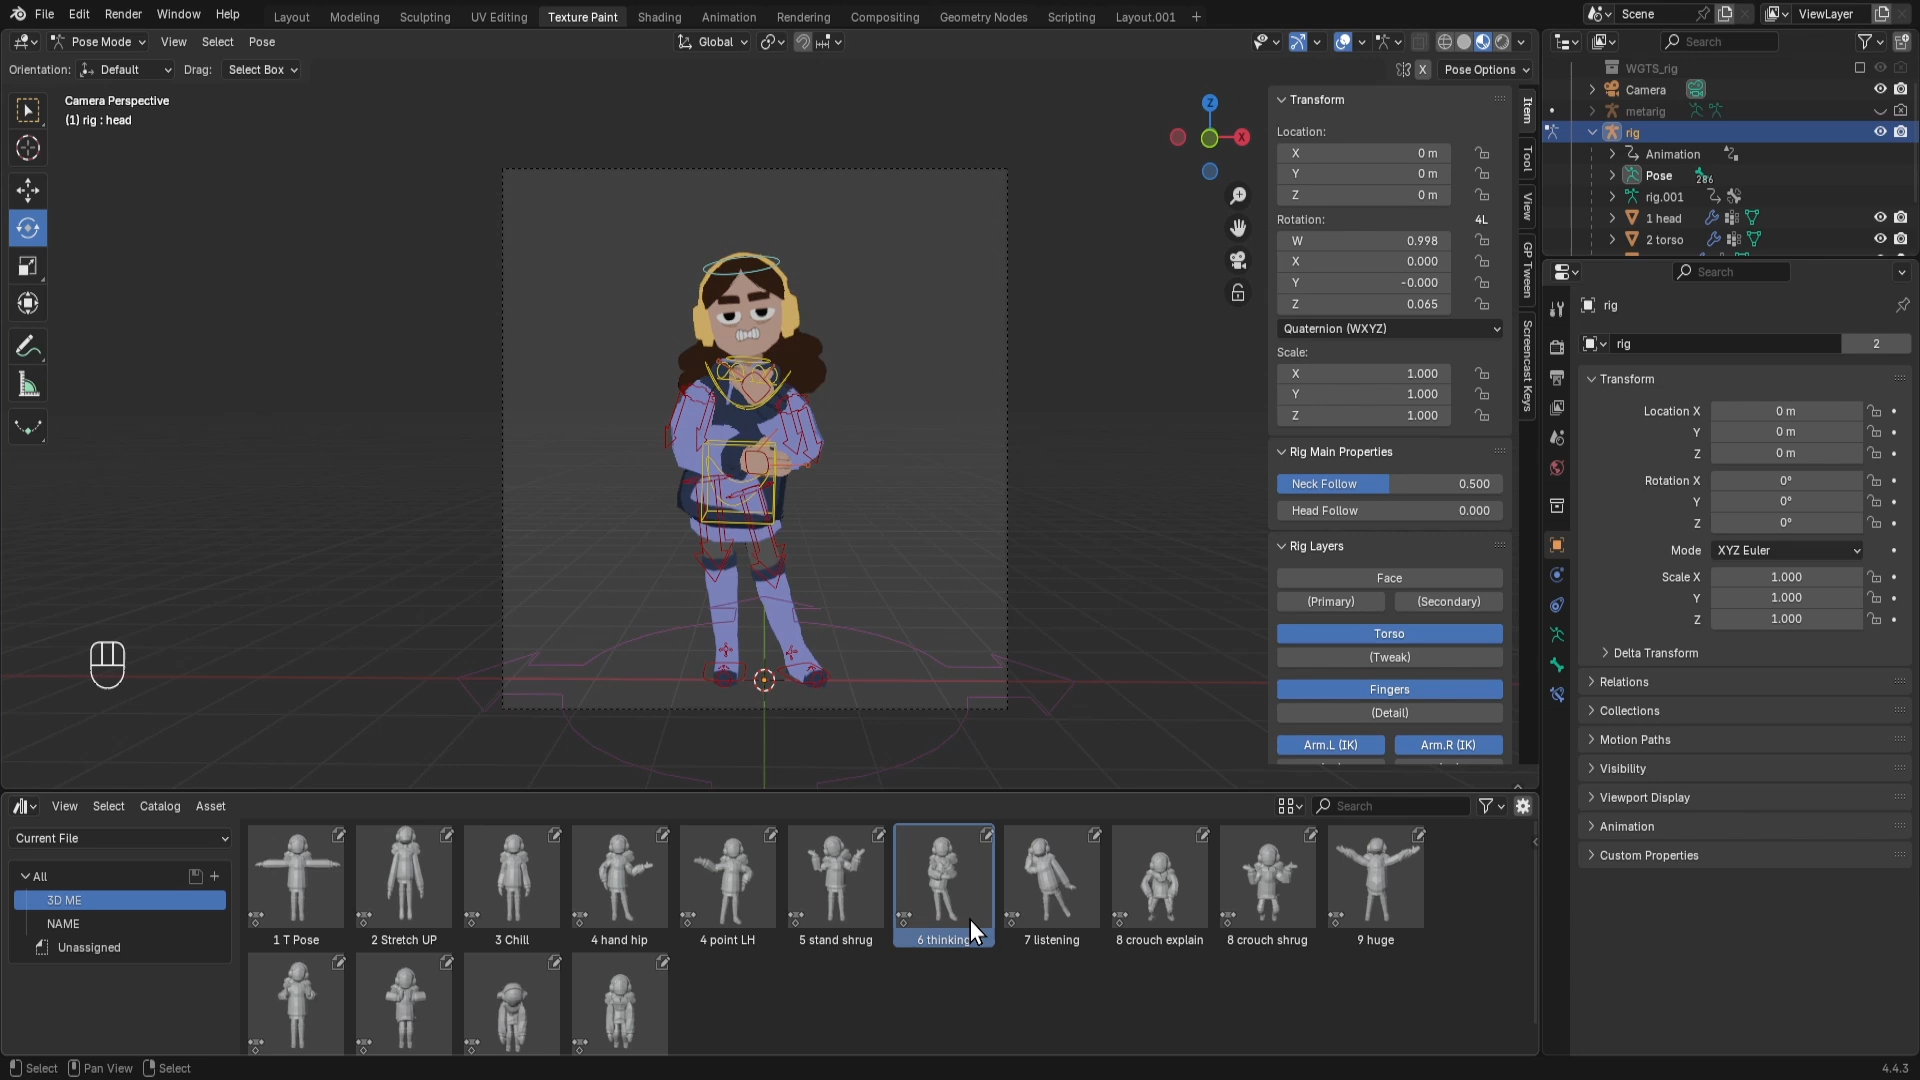 File Edit Render Window Help Layout Modeling Sculpting UV Editing Texture Paint Shading Animation Rendering Compositing Geometry Nodes Scripting Layout.001 + Scene ViewLayer
Pose Mode View Select Pose Global Search
Orientation: Default Drag: Select Box X Pose Options
Camera Perspective
(1) rig : head
Z
X
Transform
Location:
X 0 m
Y 0 m
Z 0 m
Rotation: 4L
W 0.998
X 0.000
Y -0.000
Z 0.065
Quaternion (WXYZ)
Scale:
X 1.000
Y 1.000
Z 1.000
Rig Main Properties
Neck Follow 0.500
Head Follow 0.000
Rig Layers
Face
(Primary) (Secondary)
Torso
(Tweak)
Fingers
(Detail)
Arm.L (IK) Arm.R (IK)
Item
Tool
View
GP Tween
Screencast Keys
WGTS_rig
Camera
metarig
rig
Animation
Pose 286
rig.001
1 head
2 torso
Search
rig
rig 2
Transform
Location X 0 m
Y 0 m
Z 0 m
Rotation X 0°
Y 0°
Z 0°
Mode XYZ Euler
Scale X 1.000
Y 1.000
Z 1.000
Delta Transform
Relations
Collections
Motion Paths
Visibility
Viewport Display
Animation
Custom Properties
View Select Catalog Asset Search
Current File
All
3D ME
NAME
Unassigned
1 T Pose 2 Stretch UP 3 Chill 4 hand hip 4 point LH 5 stand shrug 6 thinking 7 listening 8 crouch explain 8 crouch shrug 9 huge
Select Pan View Select 4.4.3